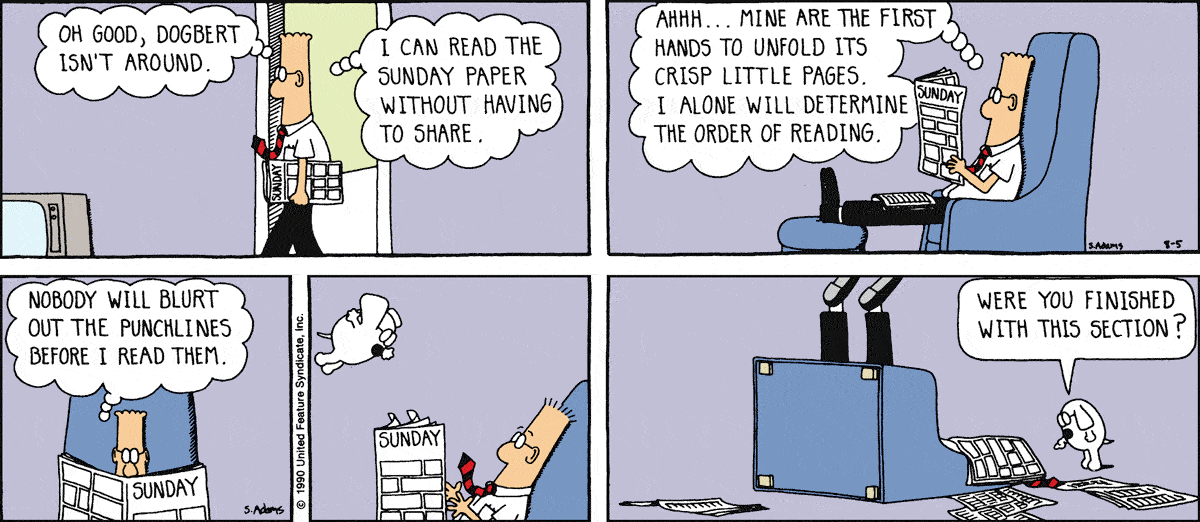 OH GOOD, DOGBERT
ISN'T AROUND.
I CAN READ THE
SUNDAY PAPER
WITHOUT HAVING
TO SHARE.
SUNDAY
AHHH... MINE ARE THE FIRST
HANDS TO UNFOLD ITS
CRISP LITTLE PAGES.
I ALONE WILL DETERMINE
THE ORDER OF READING.
SUNDAY
S.Adams 8-5
NOBODY WILL BLURT
OUT THE PUNCHLINES
BEFORE I READ THEM.
SUNDAY
S.Adams
© 1990 United Feature Syndicate, Inc.
SUNDAY
WERE YOU FINISHED
WITH THIS SECTION?